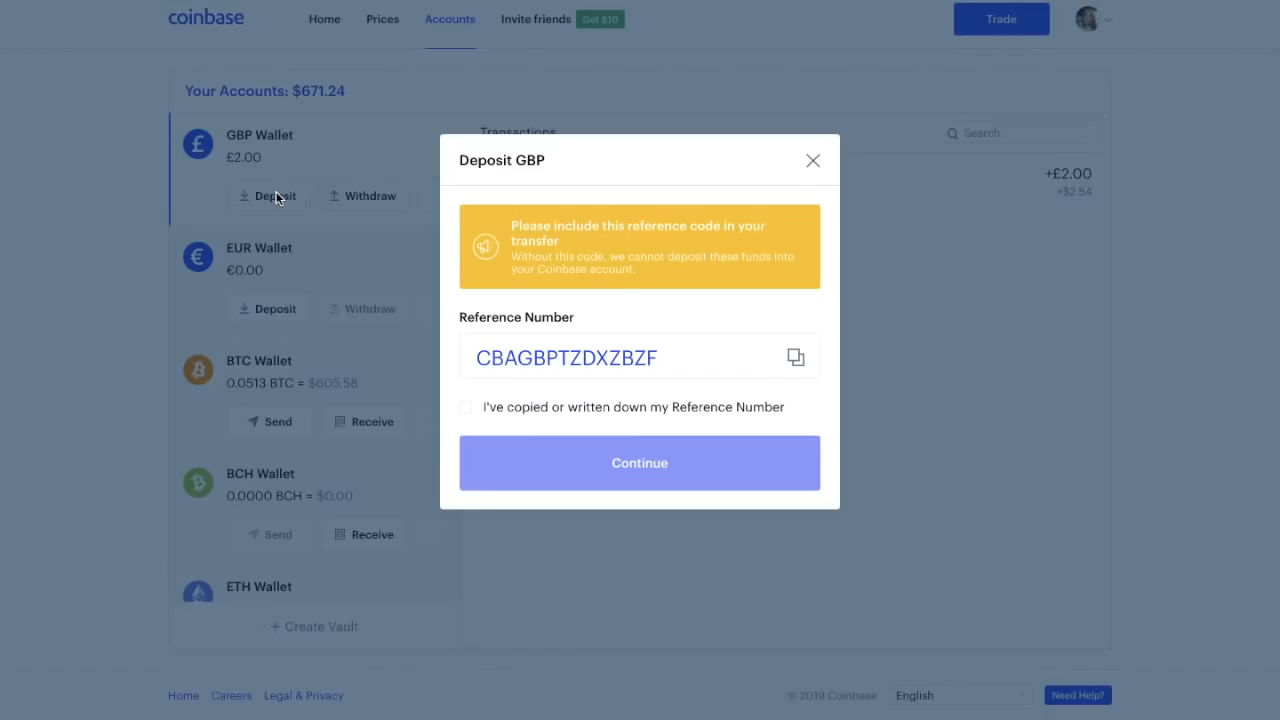 coinbase
Home
Prices
Accounts
Invite friends
Get $10
Trade
Your Accounts: $671.24
GBP Wallet
£2.00
Deposit
Withdraw
EUR Wallet
€0.00
Deposit
Withdraw
BTC Wallet
0.0513 BTC = $605.58
Send
Receive
BCH Wallet
0.0000 BCH = $0.00
Send
Receive
ETH Wallet
+ Create Vault
Transactions
Search
+£2.00
+$2.54
Deposit GBP
Please include this reference code in your
transfer
Without this code, we cannot deposit these funds into
your Coinbase account.
Reference Number
CBAGBPTZDXZBZF
I've copied or written down my Reference Number
Continue
Home
Careers
Legal & Privacy
© 2019 Coinbase
English
Need Help?